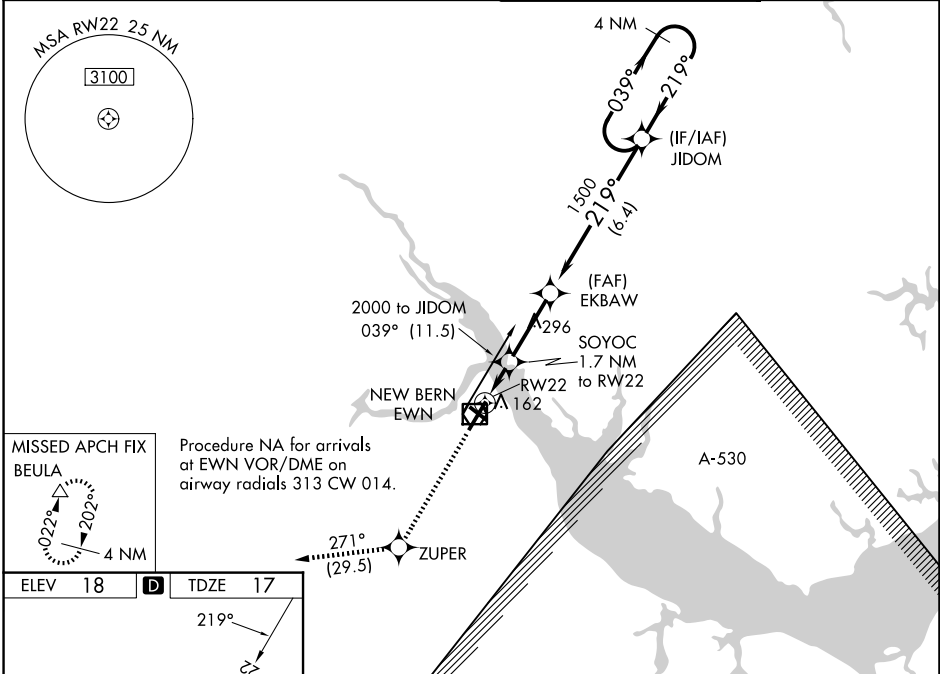 MSA RW22 25 NM
3100
4 NM
039°
219°
(IF/IAF)
JIDOM
1500
219°
(6.4)
(FAF)
EKBAW
2000 to JIDOM
039° (11.5)
296
SOYOC
1.7 NM
to RW22
NEW BERN
EWN
RW22
162
A-530
MISSED APCH FIX
BEULA
022°
202°
4 NM
Procedure NA for arrivals
at EWN VOR/DME on
airway radials 313 CW 014.
271°
(29.5)
ZUPER
ELEV 18 D TDZE 17
219°
22